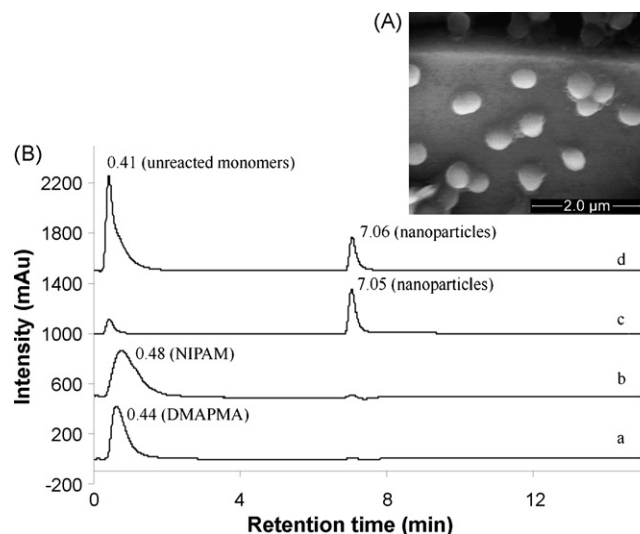 (A)
2.0 µm
(B)
0.41 (unreacted monomers)
2200
1800
7.06 (nanoparticles)
d
1400
7.05 (nanoparticles)
1000
c
0.48 (NIPAM)
600
b
0.44 (DMAPMA)
200
a
-200
0 4 8 12
Intensity (mAu)
Retention time (min)